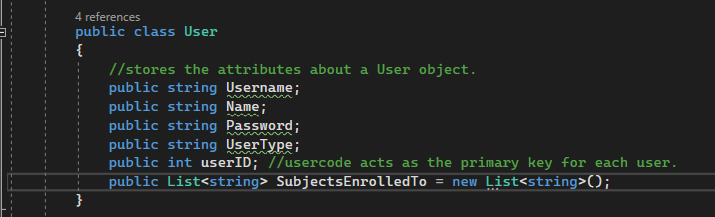 4 references
public class User
{
//stores the attributes about a User object.
public string Username;
public string Name;
public string Password;
public string UserType;
public int userID; //usercode acts as the primary key for each user.
public List<string> SubjectsEnrolledTo = new List<string>();
}